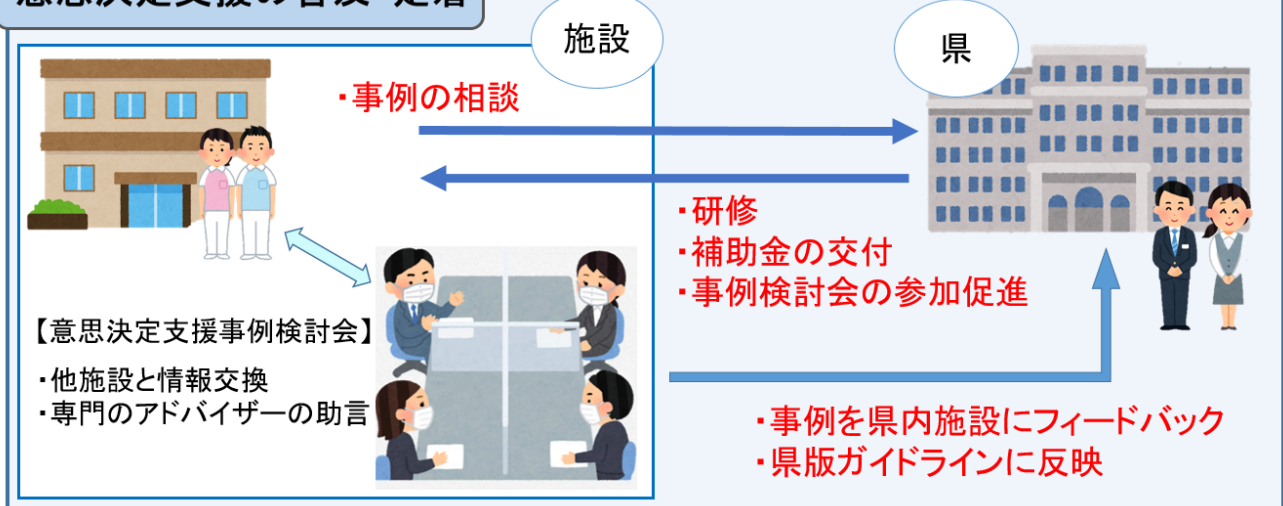 意思決定支援の普及・定着
施設
県
・事例の相談
・研修
・補助金の交付
・事例検討会の参加促進
【意思決定支援事例検討会】
・他施設と情報交換
・専門のアドバイザーの助言
・事例を県内施設にフィードバック
・県版ガイドラインに反映